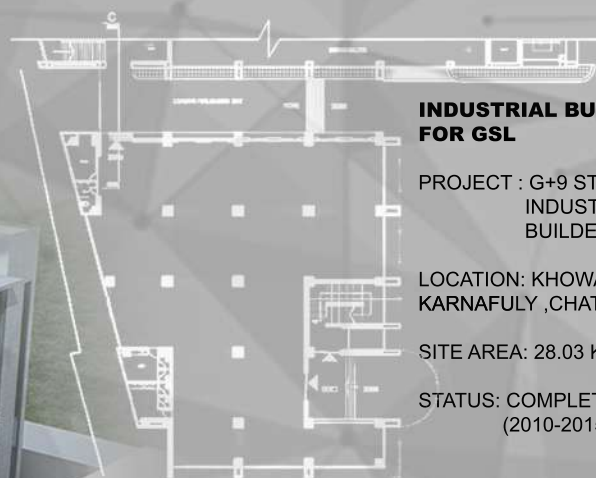 C
INDUSTRIAL BU
FOR GSL
PROJECT : G+9 ST
INDUST
BUILDE
LOCATION: KHOWA
KARNAFULY ,CHAT
SITE AREA: 28.03 K
STATUS: COMPLET
(2010-2015